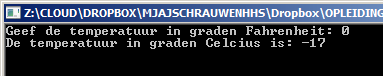 Z:\CLOUD\DROPBOX\MJAJSCHRAUWENHHS\Dropbox\OPLEIDING
Geef de temperatuur in graden Fahrenheit: 0
De temperatuur in graden Celcius is: -17